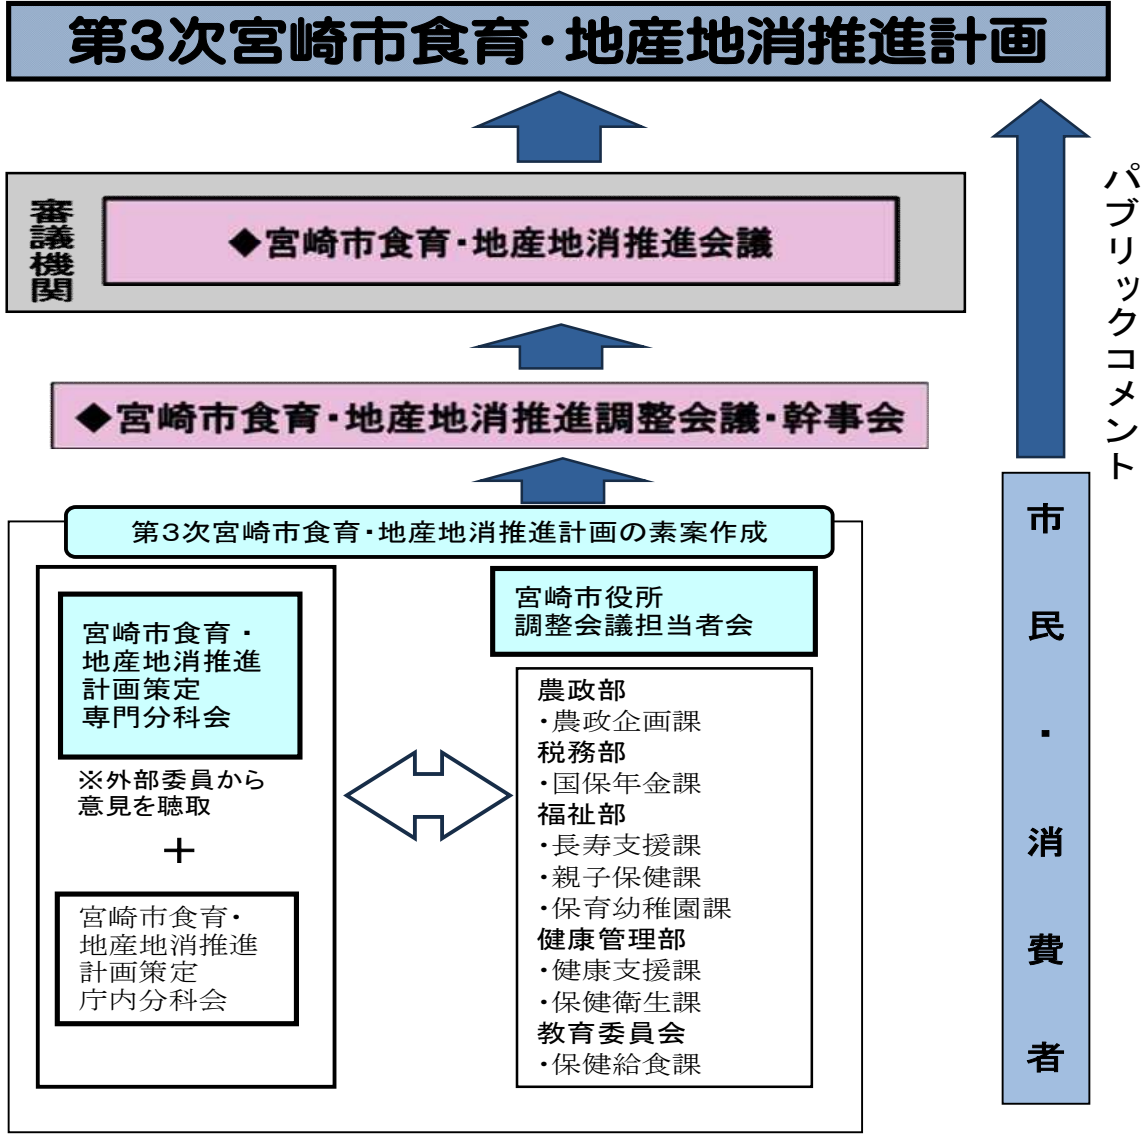 第3次宮崎市食育・地産地消推進計画
審議機関
◆宮崎市食育・地産地消推進会議
◆宮崎市食育・地産地消推進調整会議・幹事会
第3次宮崎市食育・地産地消推進計画の素案作成
宮崎市食育・
地産地消推進
計画策定
専門分科会
※外部委員から
意見を聴取
+
宮崎市食育・
地産地消推進
計画策定
庁内分科会
宮崎市役所
調整会議担当者会
農政部
・農政企画課
税務部
・国保年金課
福祉部
・長寿支援課
・親子保健課
・保育幼稚園課
健康管理部
・健康支援課
・保健衛生課
教育委員会
・保健給食課
パブリックコメント
市民・消費者